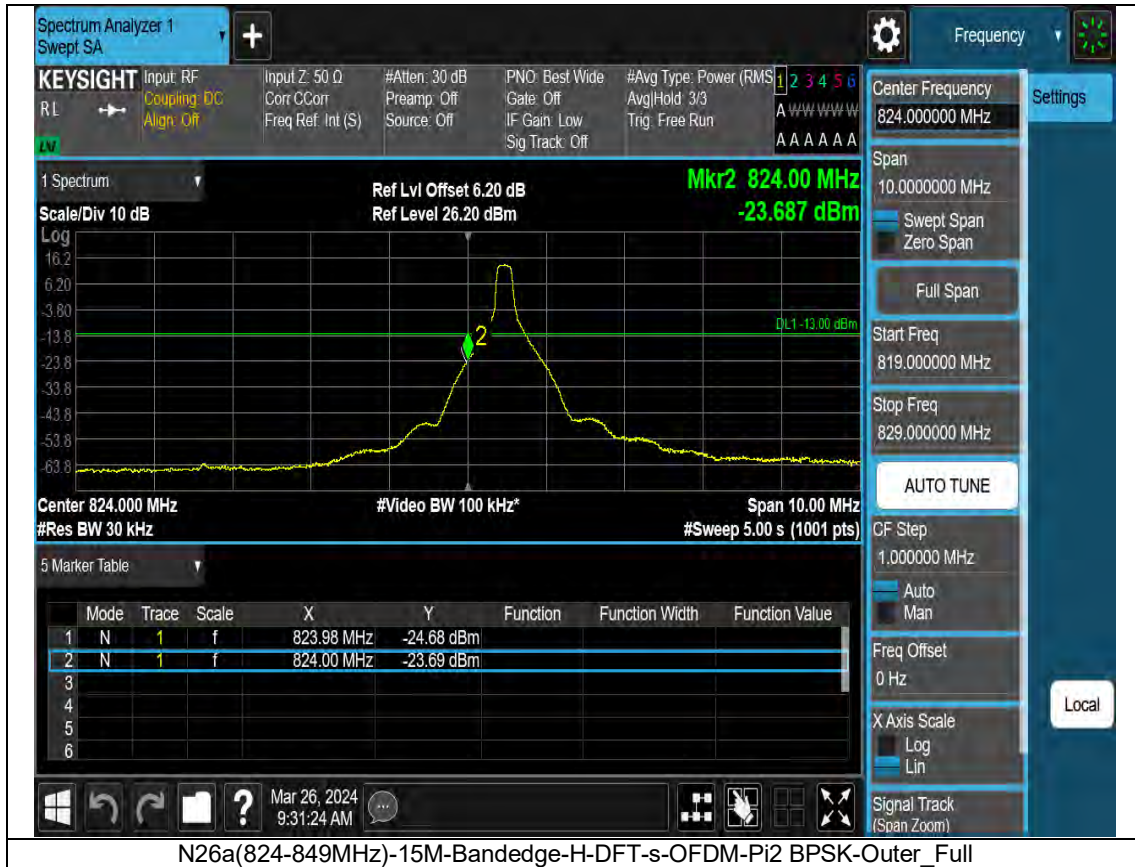 Spectrum Analyzer 1
Swept SA
+
Frequency
KEYSIGHT
RL
Input: RF
Coupling: DC
Align: Off
Input Z: 50 Ω
Corr CCorr
Freq Ref: Int (S)
#Atten: 30 dB
Preamp: Off
Source: Off
PNO: Best Wide
Gate: Off
IF Gain: Low
Sig Track: Off
#Avg Type: Power (RMS
Avg|Hold: 3/3
Trig: Free Run
1 2 3 4 5 6
A W W W W W
A A A A A A
1 Spectrum
Scale/Div 10 dB
Log
Ref Lvl Offset 6.20 dB
Ref Level 26.20 dBm
Mkr2 824.00 MHz
-23.687 dBm
16.2
6.20
-3.80
-13.8
-23.8
-33.8
-43.8
-53.8
-63.8
2
DL1 -13.00 dBm
Center 824.000 MHz
#Video BW 100 kHz*
Span 10.00 MHz
#Res BW 30 kHz
#Sweep 5.00 s (1001 pts)
5 Marker Table
Mode Trace Scale X Y Function Function Width Function Value
1 N 1 f 823.98 MHz -24.68 dBm
2 N 1 f 824.00 MHz -23.69 dBm
3
4
5
6
Center Frequency
824.000000 MHz
Settings
Span
10.0000000 MHz
Swept Span
Zero Span
Full Span
Start Freq
819.000000 MHz
Stop Freq
829.000000 MHz
AUTO TUNE
CF Step
1.000000 MHz
Auto
Man
Freq Offset
0 Hz
X Axis Scale
Log
Lin
Signal Track
(Span Zoom)
Local
?
Mar 26, 2024
9:31:24 AM
N26a(824-849MHz)-15M-Bandedge-H-DFT-s-OFDM-Pi2 BPSK-Outer_Full